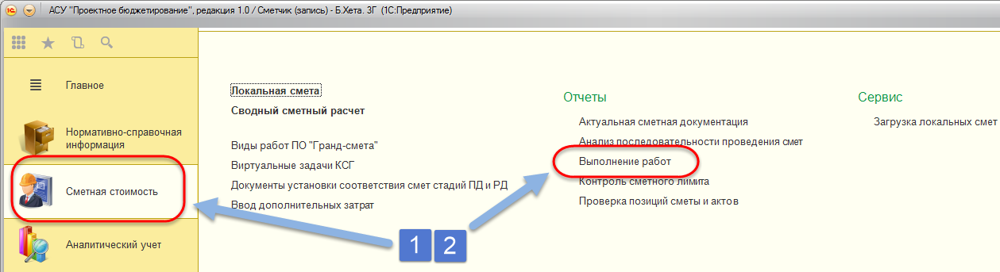 АСУ "Проектное бюджетирование", редакция 1.0 / Сметчик (запись) - Б.Хета. ЗГ (1С:Предприятие)
Главное
Нормативно-справочная
информация
Сметная стоимость
Аналитический учет
Локальная смета
Сводный сметный расчет
Виды работ ПО "Гранд-смета"
Виртуальные задачи КСГ
Документы установки соответствия смет стадий ПД и РД
Ввод дополнительных затрат
Отчеты
Актуальная сметная документация
Анализ последовательности проведения смет
Выполнение работ
Контроль сметного лимита
Проверка позиций сметы и актов
Сервис
Загрузка локальных смет
1 2